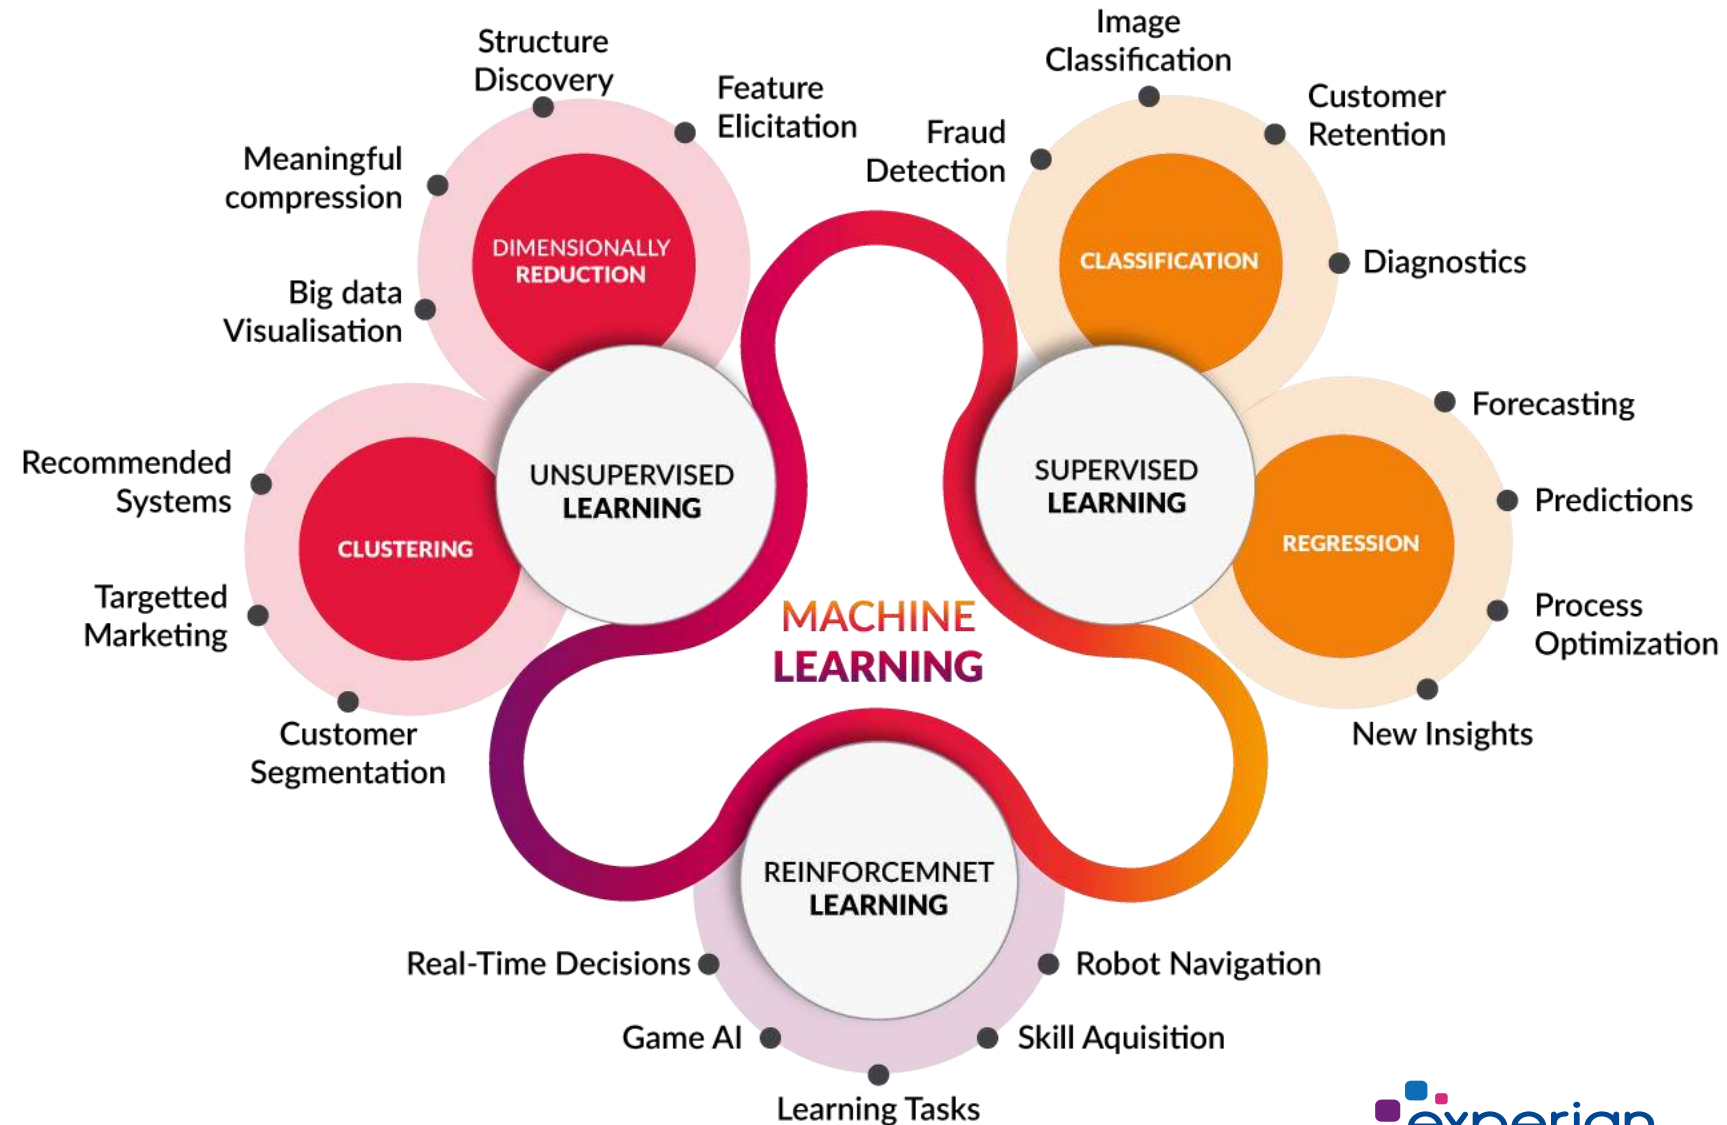 Structure
Discovery
Feature
Elicitation
Meaningful
compression
Big data
Visualisation
DIMENSIONALLY
REDUCTION
Image
Classification
Customer
Retention
Fraud
Detection
Diagnostics
CLASSIFICATION
Recommended
Systems
Targetted
Marketing
Customer
Segmentation
CLUSTERING
UNSUPERVISED
LEARNING
SUPERVISED
LEARNING
Forecasting
Predictions
Process
Optimization
New Insights
REGRESSION
MACHINE
LEARNING
REINFORCEMNET
LEARNING
Real-Time Decisions
Robot Navigation
Game AI
Skill Aquisition
Learning Tasks
experian